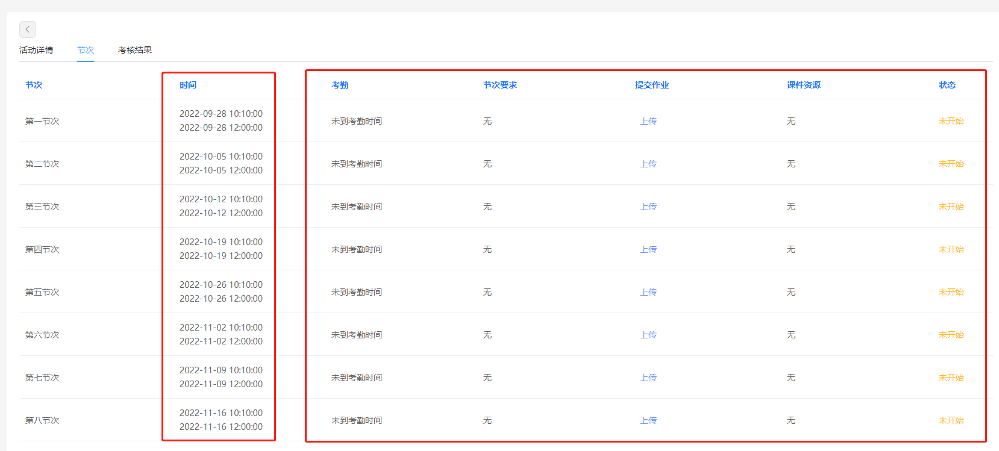 活动详情 节次 考核结果
节次 时间 考勤 节次要求 提交作业 课件资源 状态
2022-09-28 10:10:00
第一节次 未到考勤时间 无 上传 无 未开始
2022-09-28 12:00:00
2022-10-05 10:10:00
第二节次 未到考勤时间 无 上传 无 未开始
2022-10-05 12:00:00
2022-10-12 10:10:00
第三节次 未到考勤时间 无 上传 无 未开始
2022-10-12 12:00:00
2022-10-19 10:10:00
第四节次 未到考勤时间 无 上传 无 未开始
2022-10-19 12:00:00
2022-10-26 10:10:00
第五节次 未到考勤时间 无 上传 无 未开始
2022-10-26 12:00:00
2022-11-02 10:10:00
第六节次 未到考勤时间 无 上传 无 未开始
2022-11-02 12:00:00
2022-11-09 10:10:00
第七节次 未到考勤时间 无 上传 无 未开始
2022-11-09 12:00:00
2022-11-16 10:10:00
第八节次 未到考勤时间 无 上传 无 未开始
2022-11-16 12:00:00